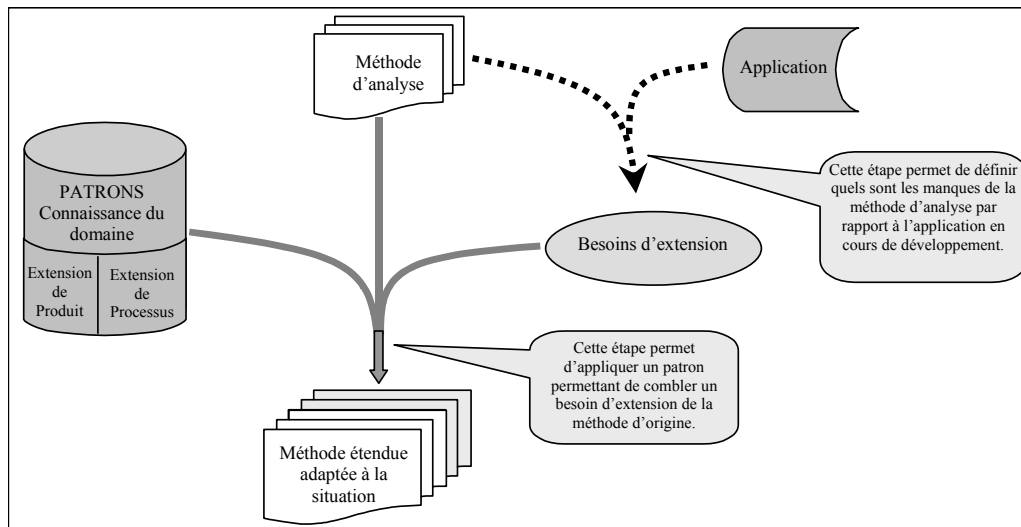 Méthode
d'analyse
Application
PATRONS
Connaissance du
domaine
Extension
de
Produit
Extension
de
Processus
Besoins d'extension
Cette étape permet de définir
quels sont les manques de la
méthode d'analyse par
rapport à l'application en
cours de développement.
Cette étape permet
d'appliquer un patron
permettant de combler un
besoin d'extension de la
méthode d'origine.
Méthode étendue
adaptée à la
situation